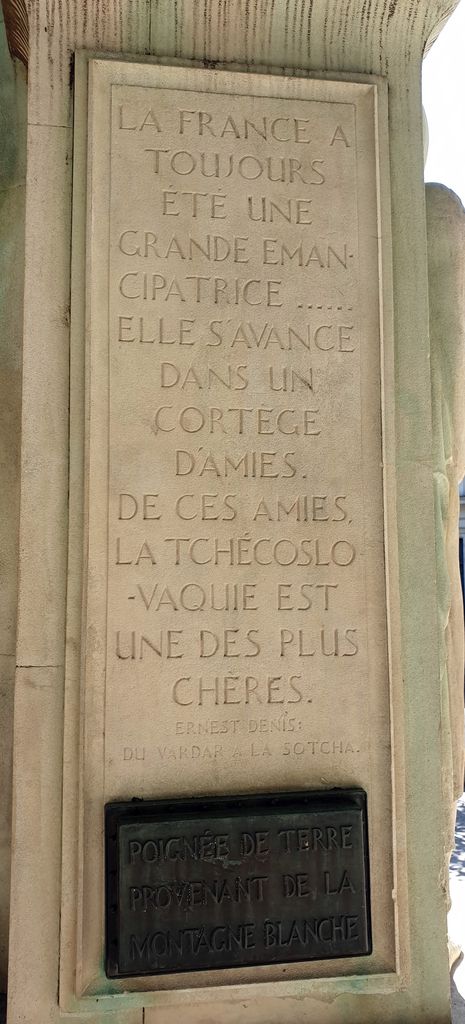 LA FRANCE A
TOUJOURS
ÉTÉ UNE
GRANDE EMAN-
CIPATRICE ......
ELLE S'AVANCE
DANS UN
CORTÈGE
D'AMIES.
DE CES AMIES,
LA TCHÉCOSLO
-VAQUIE EST
UNE DES PLUS
CHÈRES.
ERNEST DENIS:
DU VARDAR A LA SOTCHA.
POIGNÉE DE TERRE
PROVENANT DE LA
MONTAGNE BLANCHE